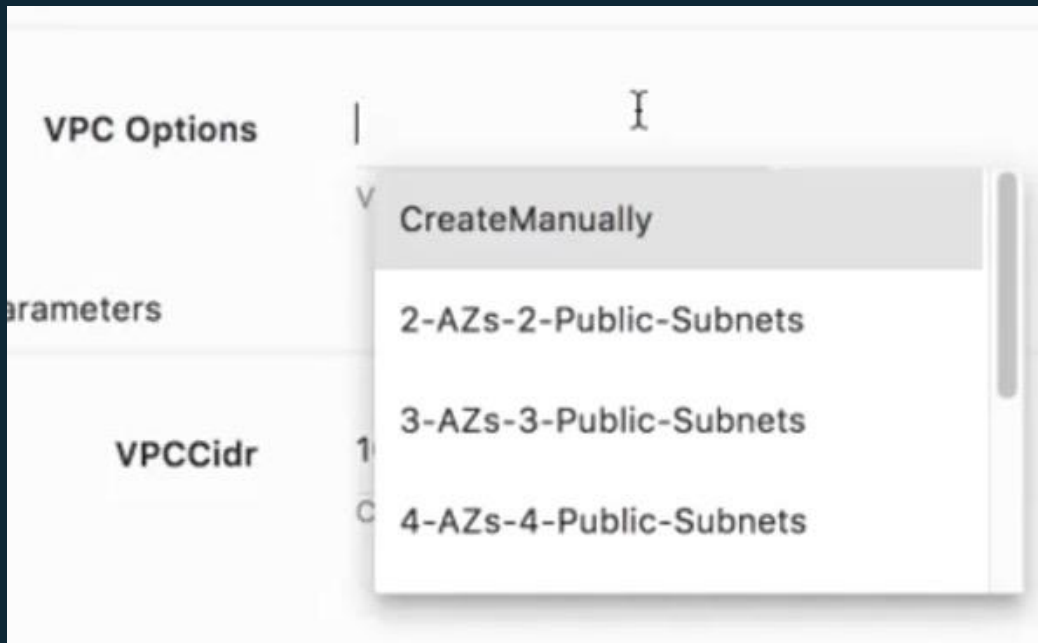 VPC Options
CreateManually
2-AZs-2-Public-Subnets
arameters
3-AZs-3-Public-Subnets
VPCCidr
4-AZs-4-Public-Subnets